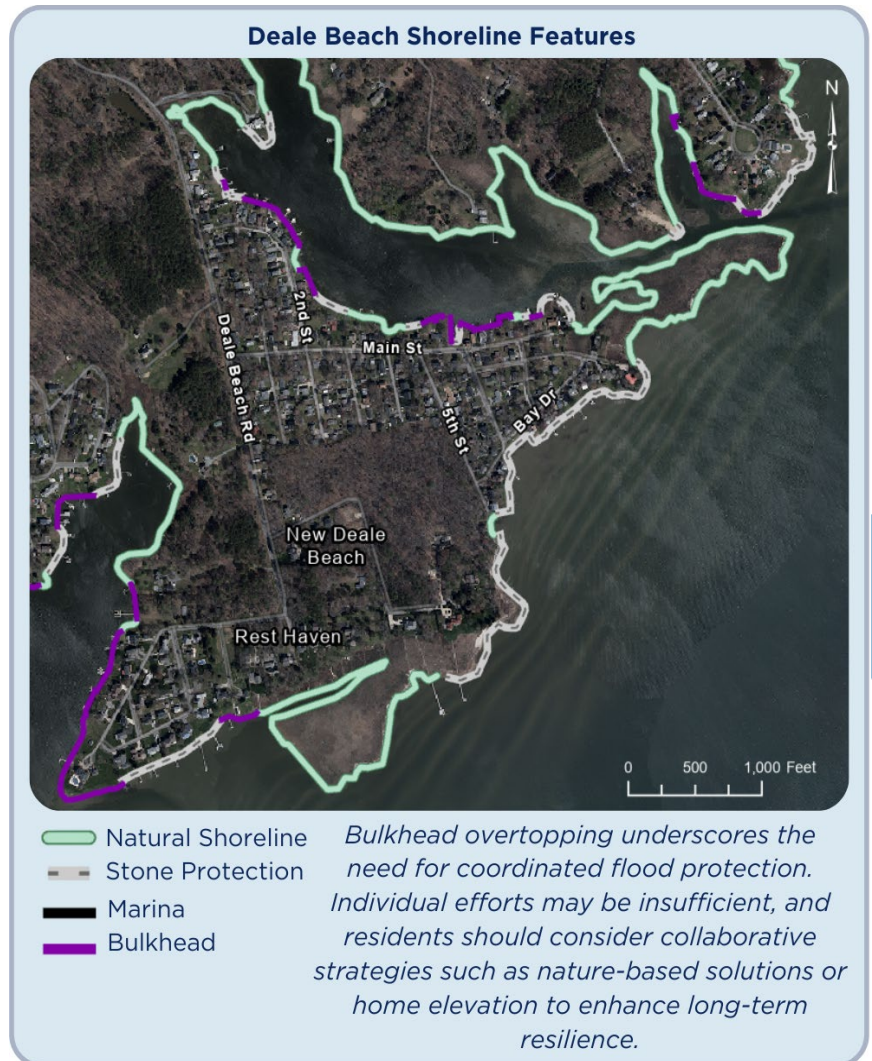 Deale Beach Shoreline Features
N
2nd St
Deale Beach Rd
Main St
5th St
Bay Dr
New Deale
Beach
Rest Haven
0 500 1,000 Feet
Natural Shoreline
Stone Protection
Marina
Bulkhead
Bulkhead overtopping underscores the
need for coordinated flood protection.
Individual efforts may be insufficient, and
residents should consider collaborative
strategies such as nature-based solutions or
home elevation to enhance long-term
resilience.